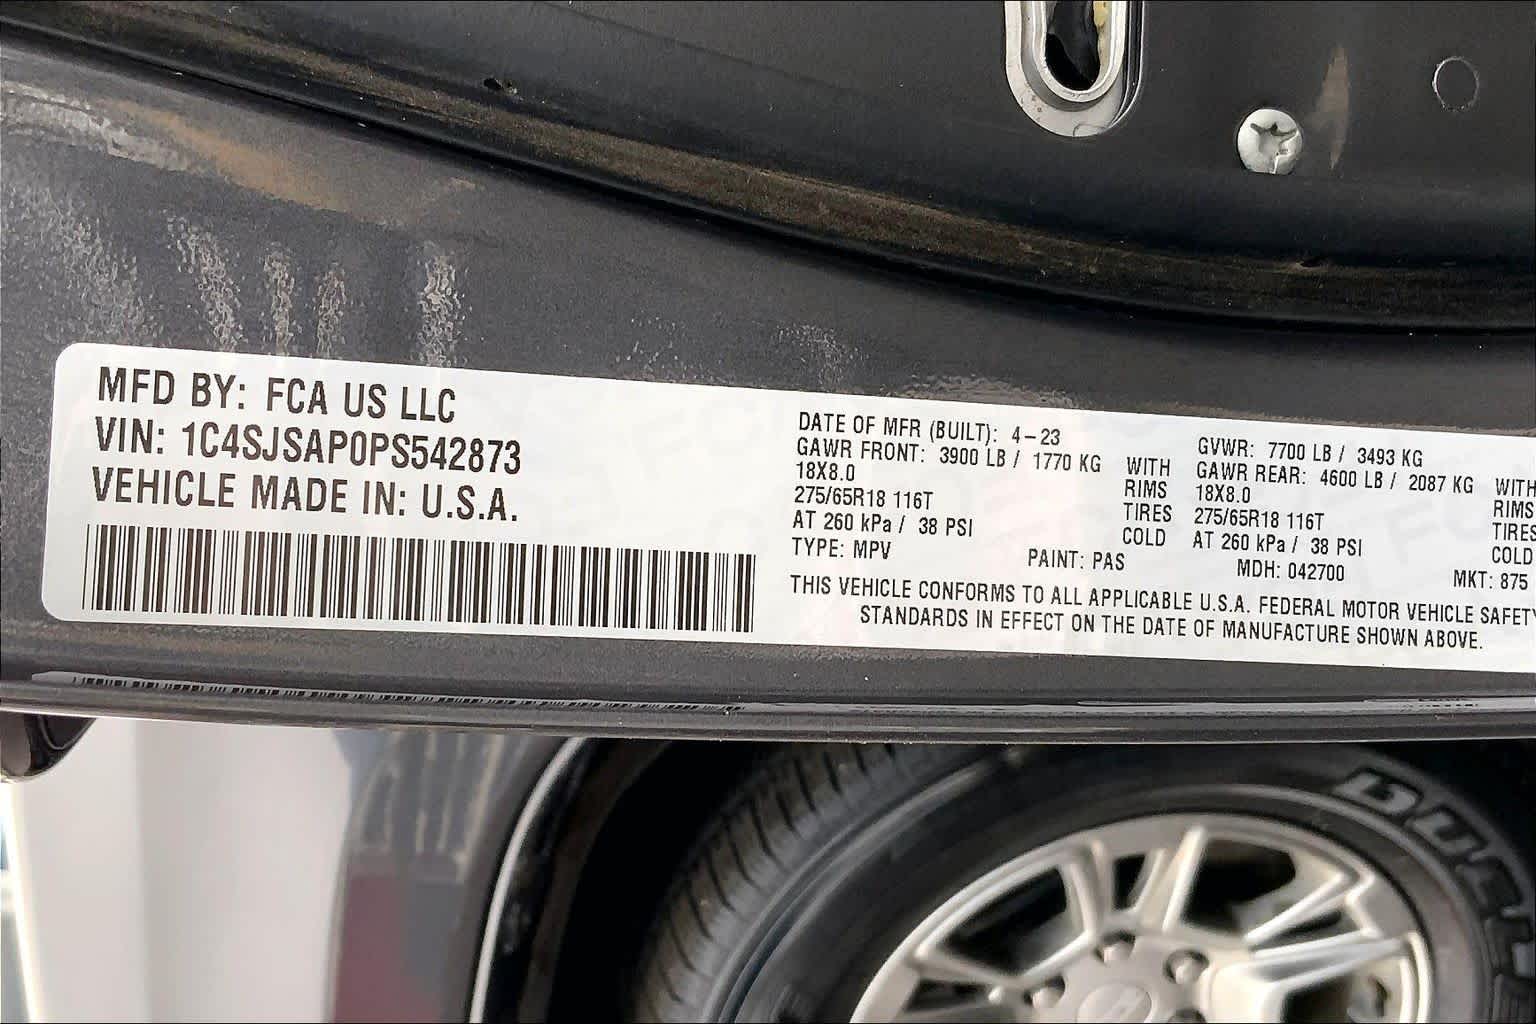 MFD BY: FCA US LLC
VIN: 1C4SJSAP0PS542873
VEHICLE MADE IN: U.S.A.
DATE OF MFR (BUILT): 4-23
GAWR FRONT: 3900 LB / 1770 KG WITH
18X8.0 RIMS
275/65R18 116T TIRES
AT 260 kPa / 38 PSI COLD
TYPE: MPV PAINT: PAS
GVWR: 7700 LB / 3493 KG
GAWR REAR: 4600 LB / 2087 KG WITH
18X8.0 RIMS
275/65R18 116T TIRES
AT 260 kPa / 38 PSI COLD
MDH: 042700 MKT: 875
THIS VEHICLE CONFORMS TO ALL APPLICABLE U.S.A. FEDERAL MOTOR VEHICLE SAFETY
STANDARDS IN EFFECT ON THE DATE OF MANUFACTURE SHOWN ABOVE.